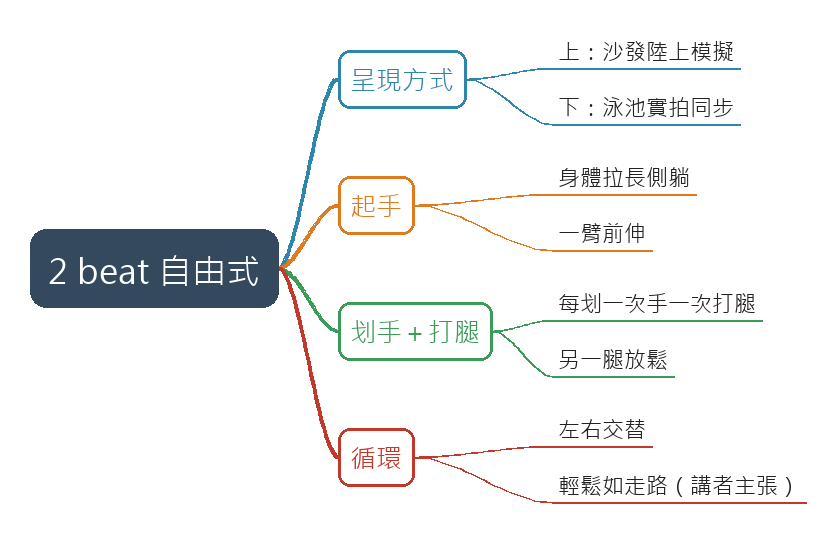 2 beat 自由式
呈現方式
上：沙發陸上模擬
下：泳池實拍同步
起手
身體拉長側躺
一臂前伸
划手 + 打腿
每划一次手一次打腿
另一腿放鬆
循環
左右交替
輕鬆如走路（講者主張）